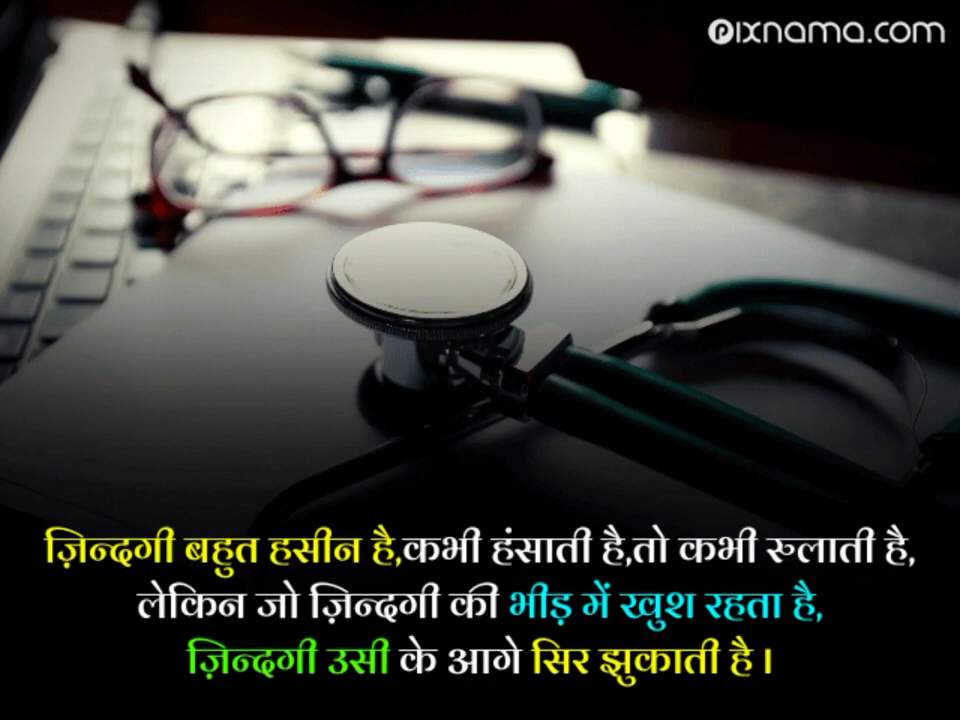 pixnama.com
ज़िन्दगी बहुत हसीन है,कभी हंसाती है,तो कभी रुलाती है,
लेकिन जो ज़िन्दगी की भीड़ में खुश रहता है,
ज़िन्दगी उसी के आगे सिर झुकाती है।